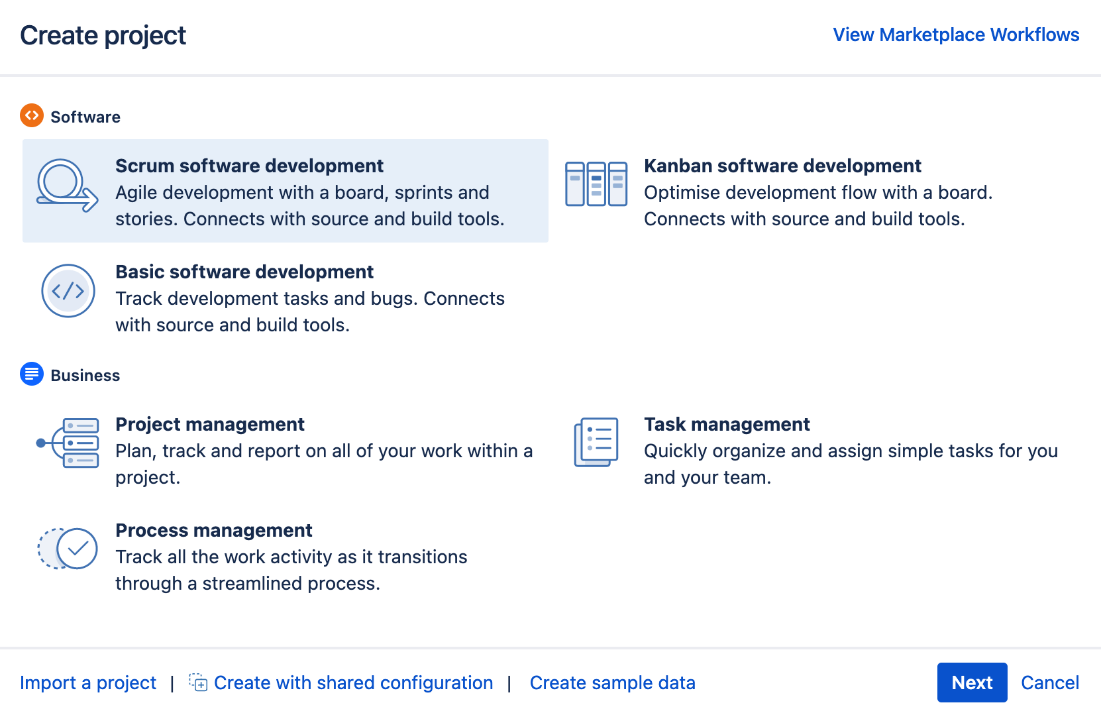 Create project
View Marketplace Workflows
Software
Scrum software development
Agile development with a board, sprints and
stories. Connects with source and build tools.
Kanban software development
Optimise development flow with a board.
Connects with source and build tools.
Basic software development
Track development tasks and bugs. Connects
with source and build tools.
Business
Project management
Plan, track and report on all of your work within a
project.
Task management
Quickly organize and assign simple tasks for you
and your team.
Process management
Track all the work activity as it transitions
through a streamlined process.
Import a project | Create with shared configuration | Create sample data
Next Cancel